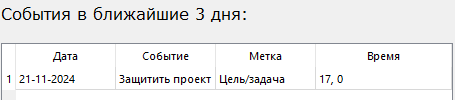 События в ближайшие 3 дня:
Дата Событие Метка Время
1 21-11-2024 Защитить проект Цель/задача 17, 0